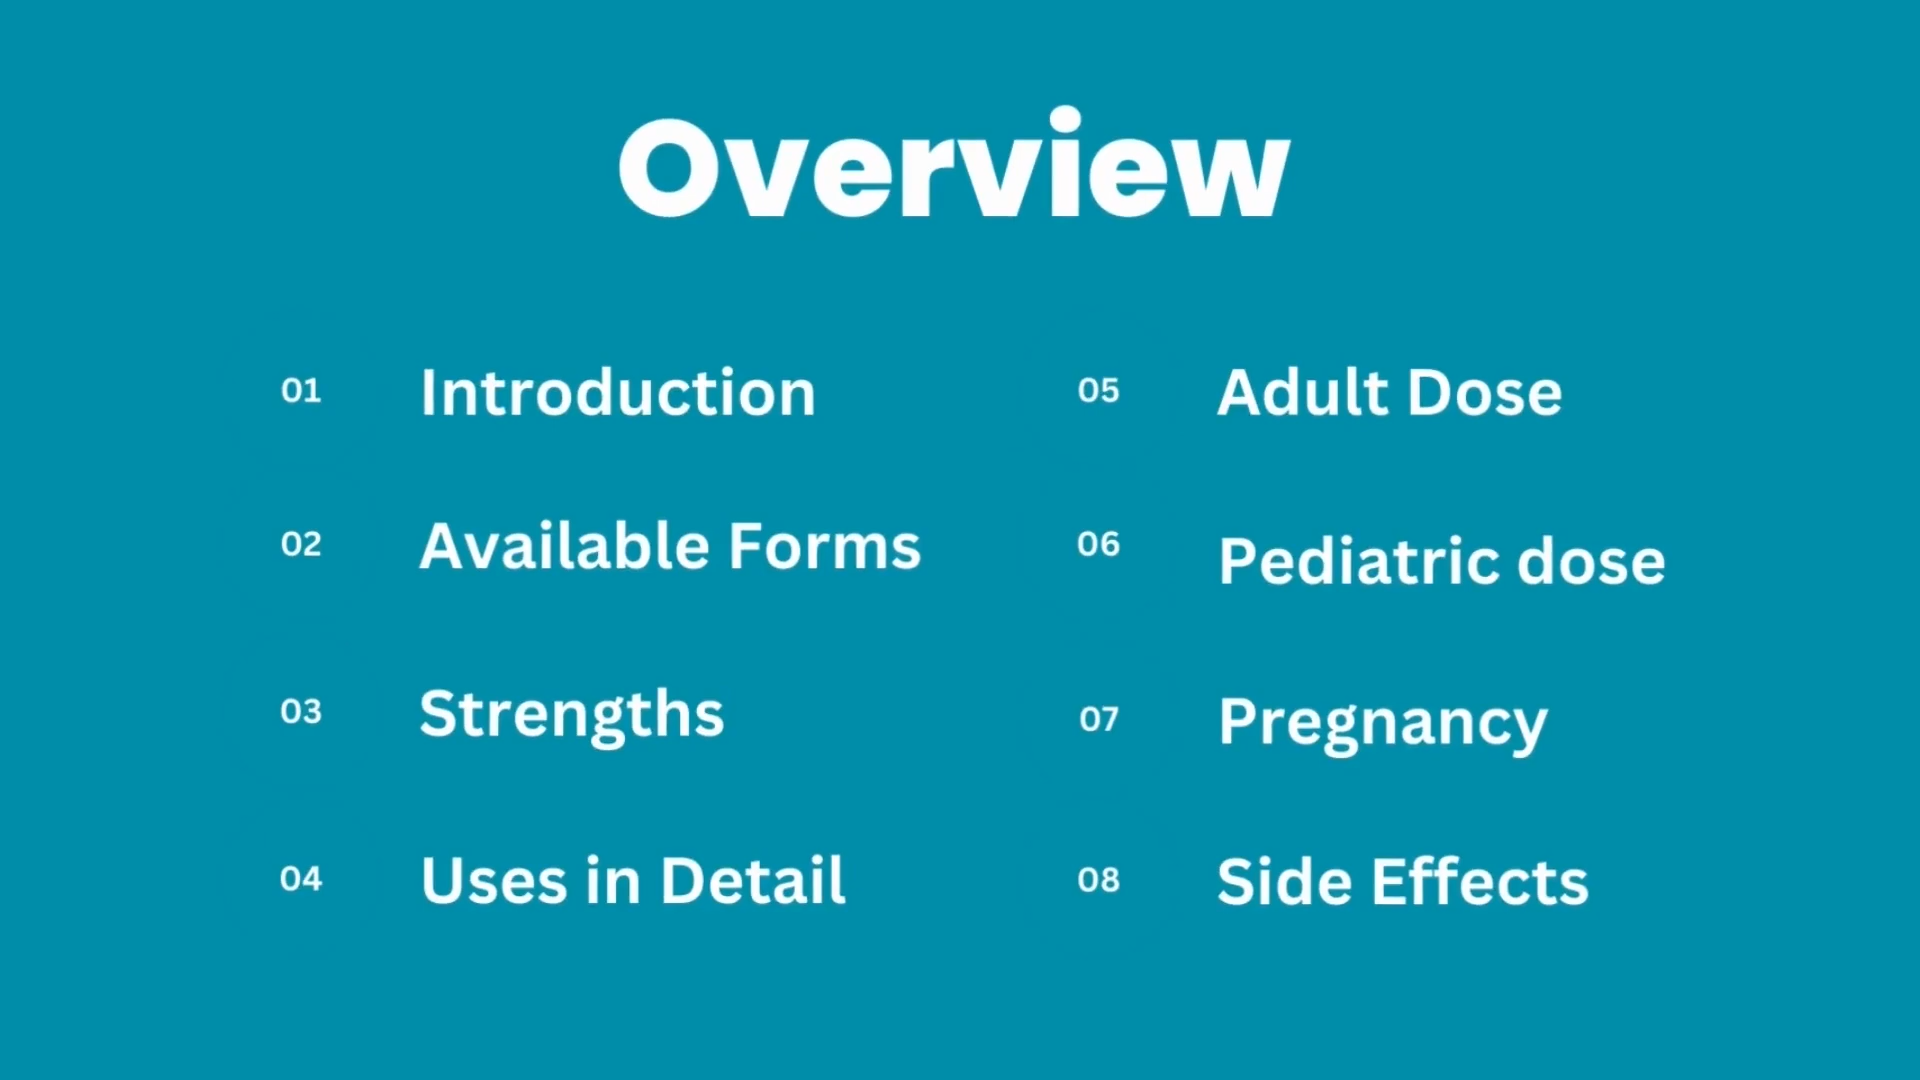 Overview
01 Introduction
02 Available Forms
03 Strengths
04 Uses in Detail
05 Adult Dose
06 Pediatric dose
07 Pregnancy
08 Side Effects